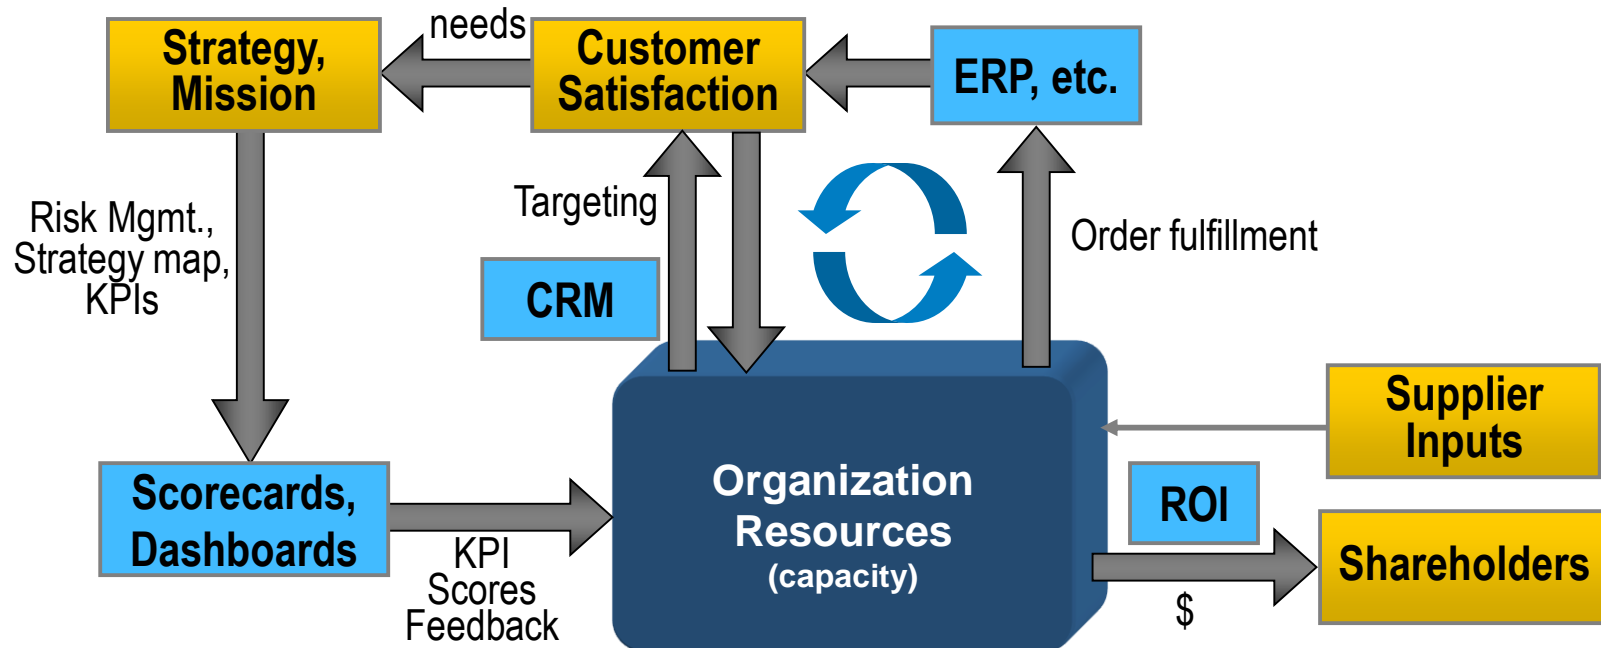 needs
Strategy,
Mission
Customer
Satisfaction
ERP, etc.
Risk Mgmt.,
Strategy map,
KPIs
Targeting
CRM
Order fulfillment
Supplier
Inputs
Scorecards,
Dashboards
KPI
Scores
Feedback
Organization
Resources
(capacity)
ROI
$
Shareholders